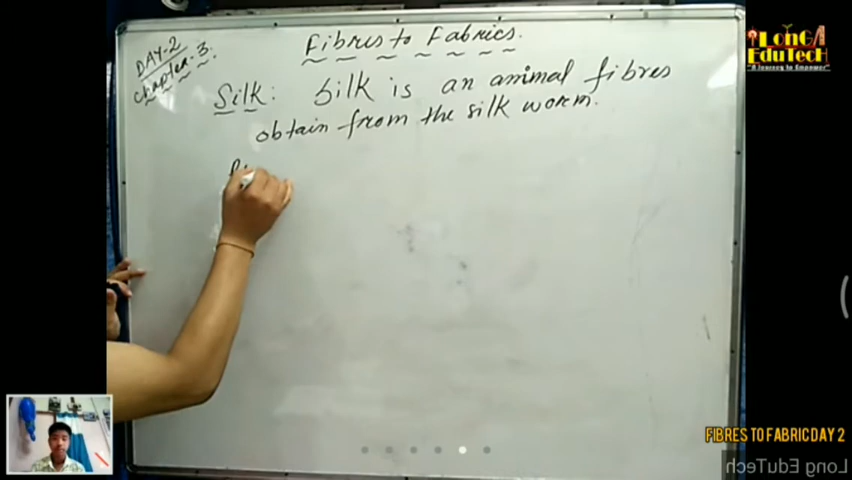 DAY-2
Chapter-3.
Fibres to Fabrics.
Silk: Silk is an animal fibres
obtain from the silk worm.
LonGA
EduTech
"A Journey to Empower"
FIBRES TO FABRIC DAY 2
Long EduTech